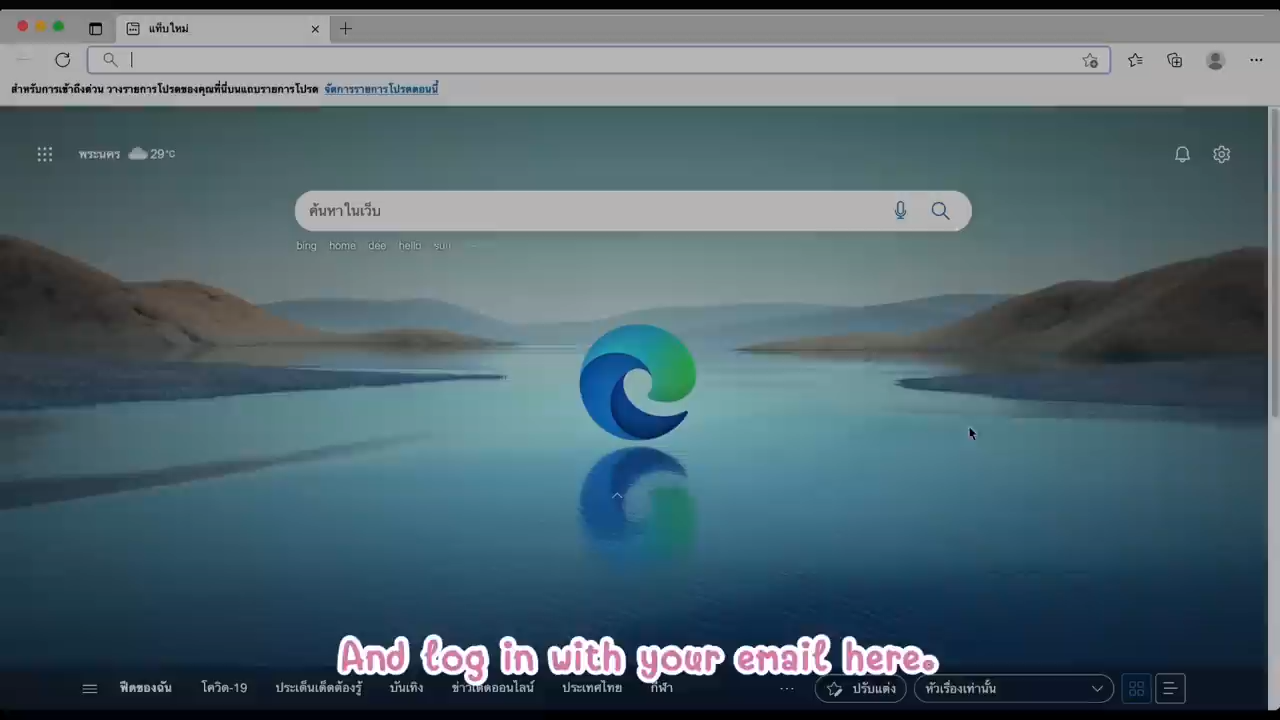 แท็บใหม่
สำหรับการเข้าถึงด่วน วางรายการโปรดของคุณที่นี่บนแถบรายการโปรด จัดการรายการโปรดตอนนี้
พระนคร 29°C
ค้นหาในเว็บ
bing home dee hello sun
And log in with your email here.
ฟีดของฉัน โควิด-19 ประเด็นเด็ดต้องรู้ บันเทิง ข่าวเด็ดออนไลน์ ประเทศไทย กีฬา ... ปรับแต่ง หัวเรื่องเท่านั้น